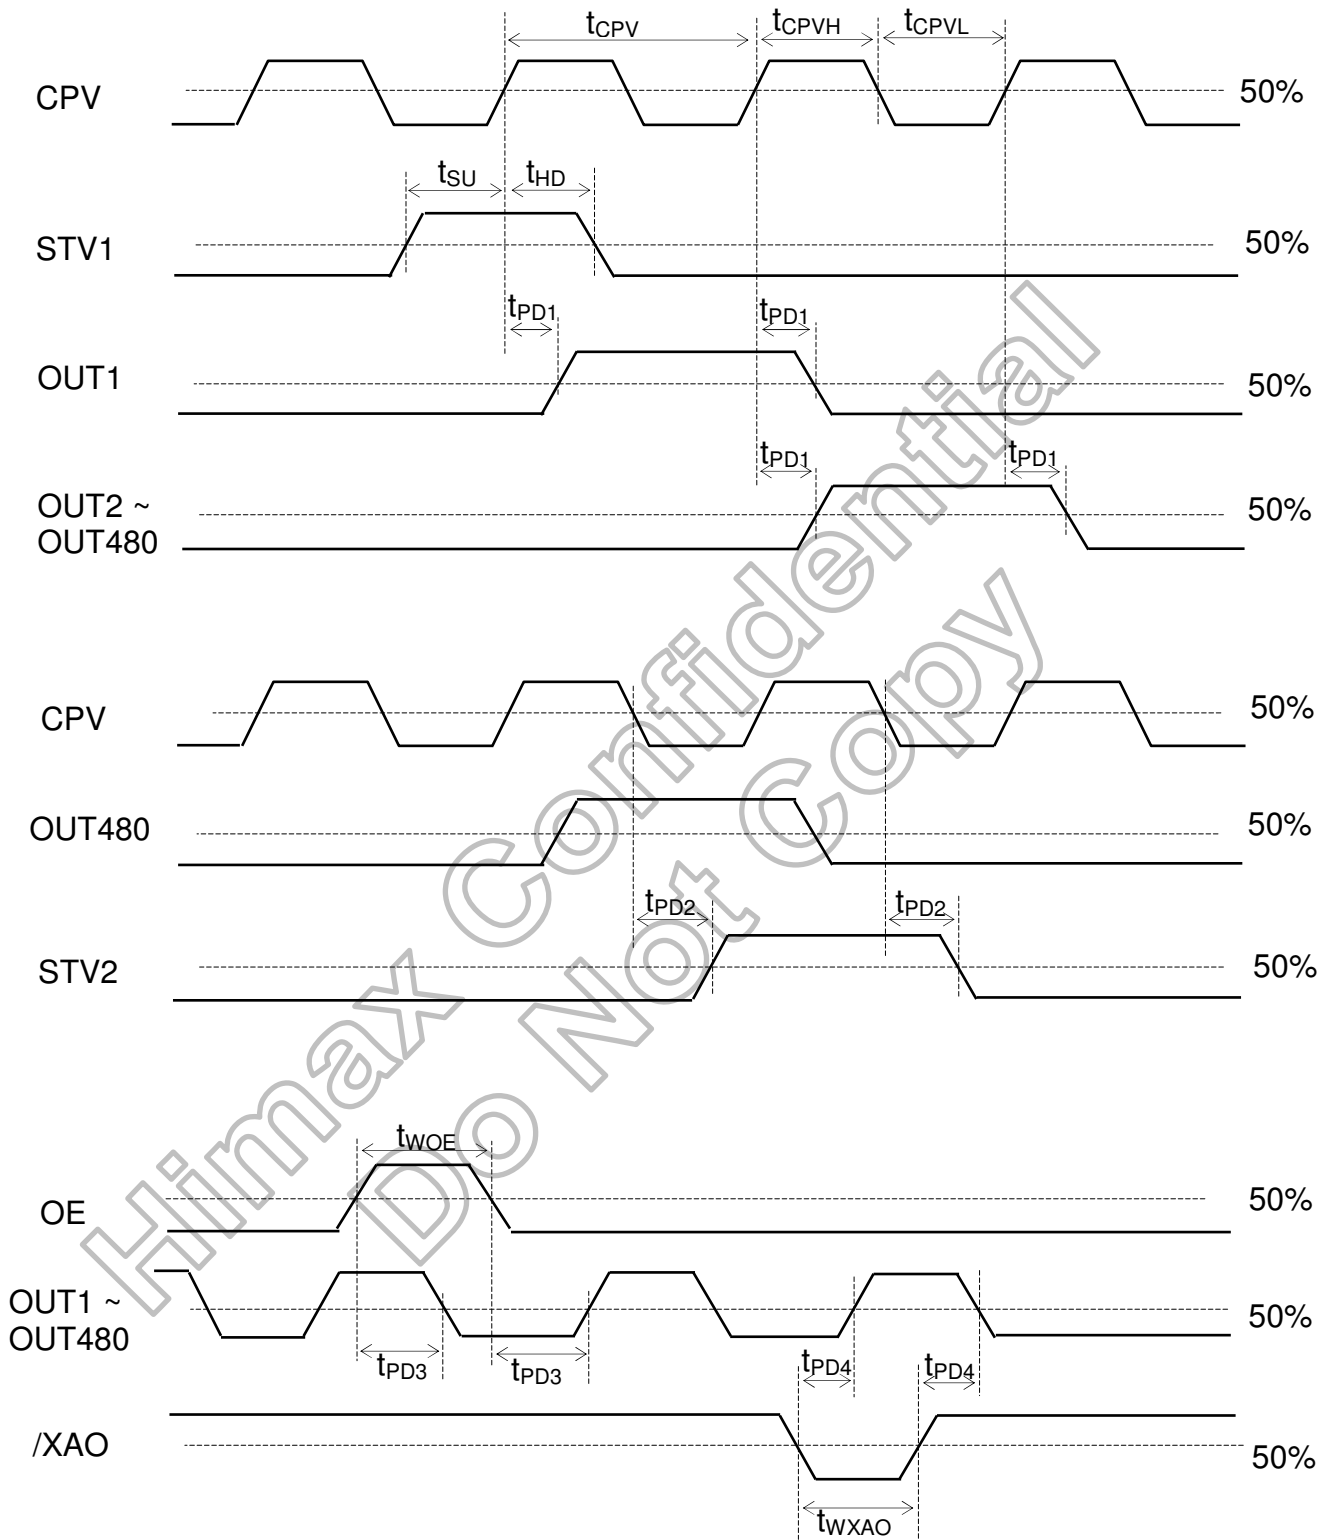 tCPV tCPVH tCPVL
CPV 50%
tSU tHD
STV1 50%
tPD1 tPD1
OUT1 50%
tPD1 tPD1
OUT2 ~ 50%
OUT480
CPV 50%
OUT480 50%
tPD2 tPD2
STV2 50%
tWOE
OE 50%
OUT1 ~ 50%
OUT480
tPD3 tPD3 tPD4 tPD4
/XAO 50%
tWXAO
Himax Confidential
Do Not Copy